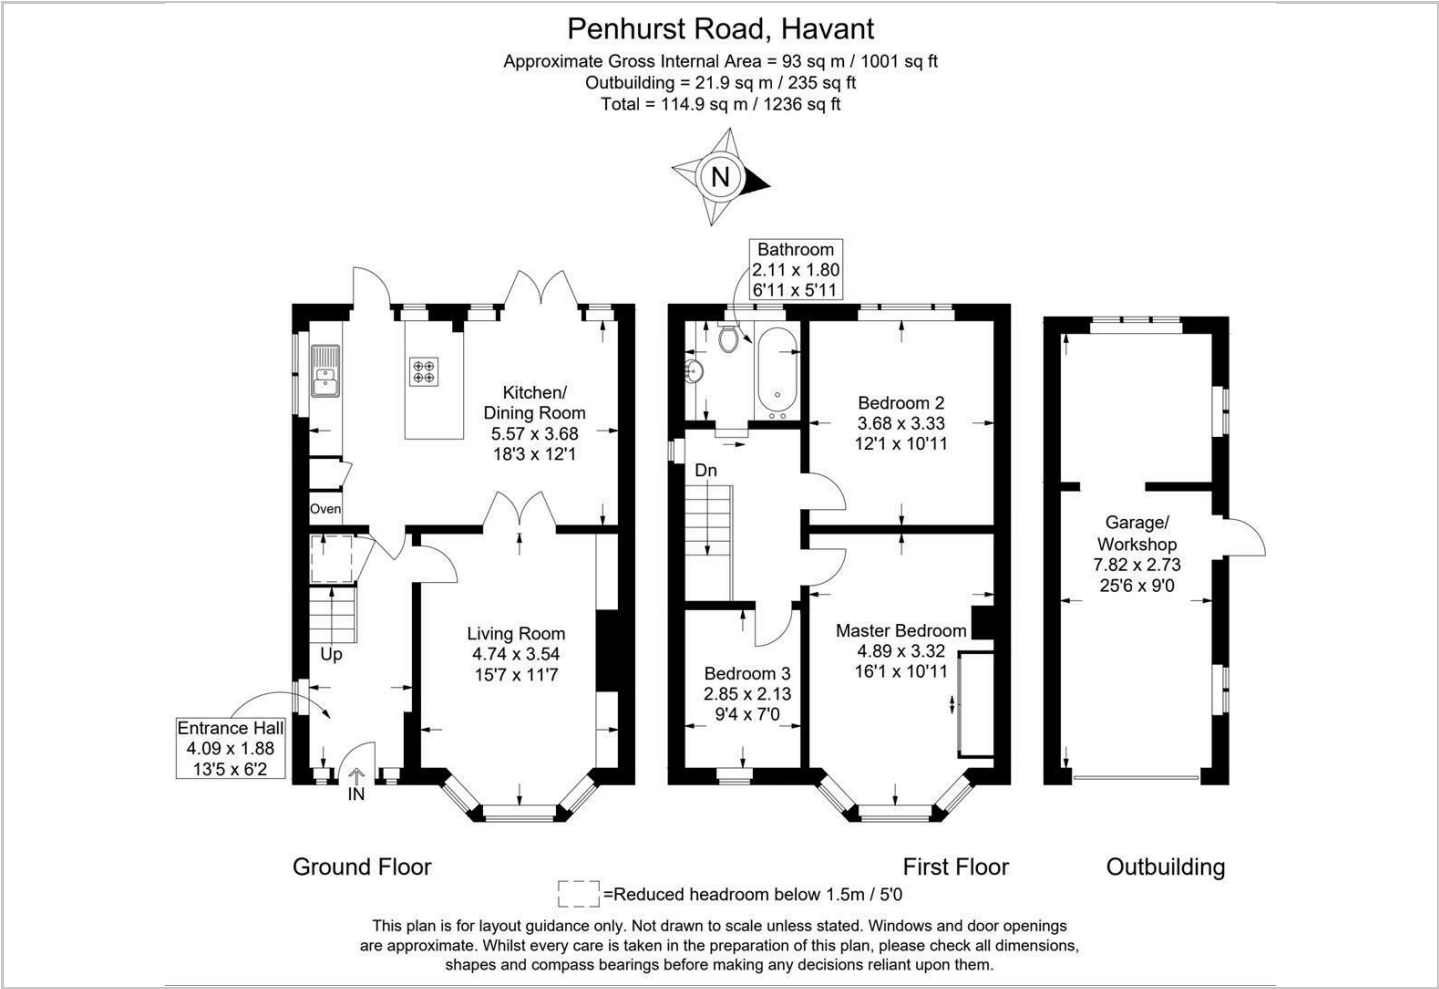 Penhurst Road, Havant
Approximate Gross Internal Area = 93 sq m / 1001 sq ft
Outbuilding = 21.9 sq m / 235 sq ft
Total = 114.9 sq m / 1236 sq ft
N
Bathroom
2.11 x 1.80
6'11 x 5'11
Kitchen/
Dining Room
5.57 x 3.68
18'3 x 12'1
Oven
Up
Living Room
4.74 x 3.54
15'7 x 11'7
Entrance Hall
4.09 x 1.88
13'5 x 6'2
IN
Bedroom 2
3.68 x 3.33
12'1 x 10'11
Dn
Master Bedroom
4.89 x 3.32
16'1 x 10'11
Bedroom 3
2.85 x 2.13
9'4 x 7'0
Garage/
Workshop
7.82 x 2.73
25'6 x 9'0
Ground Floor
First Floor
Outbuilding
=Reduced headroom below 1.5m / 5'0
This plan is for layout guidance only. Not drawn to scale unless stated. Windows and door openings
are approximate. Whilst every care is taken in the preparation of this plan, please check all dimensions,
shapes and compass bearings before making any decisions reliant upon them.